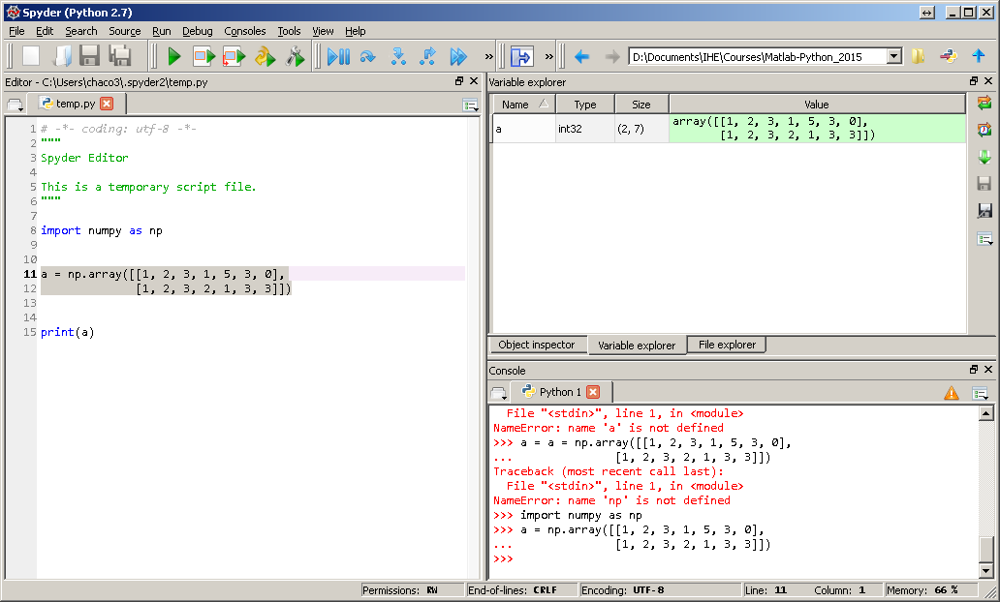 Spyder (Python 2.7)
File Edit Search Source Run Debug Consoles Tools View Help
» » D:\Documents\IHE\Courses\Matlab-Python_2015
Editor - C:\Users\chaco3\.spyder2\temp.py
temp.py
1 # -*- coding: utf-8 -*-
2 """
3 Spyder Editor
4
5 This is a temporary script file.
6 """
7
8 import numpy as np
9
10
11 a = np.array([[1, 2, 3, 1, 5, 3, 0],
12 [1, 2, 3, 2, 1, 3, 3]])
13
14
15 print(a)
Variable explorer
Name Type Size Value
a int32 (2, 7) array([[1, 2, 3, 1, 5, 3, 0],
[1, 2, 3, 2, 1, 3, 3]])
Object inspector Variable explorer File explorer
Console
Python 1
File "<stdin>", line 1, in <module>
NameError: name 'a' is not defined
>>> a = a = np.array([[1, 2, 3, 1, 5, 3, 0],
... [1, 2, 3, 2, 1, 3, 3]])
Traceback (most recent call last):
File "<stdin>", line 1, in <module>
NameError: name 'np' is not defined
>>> import numpy as np
>>> a = np.array([[1, 2, 3, 1, 5, 3, 0],
... [1, 2, 3, 2, 1, 3, 3]])
>>>
Permissions: RW End-of-lines: CRLF Encoding: UTF-8 Line: 11 Column: 1 Memory: 66 %